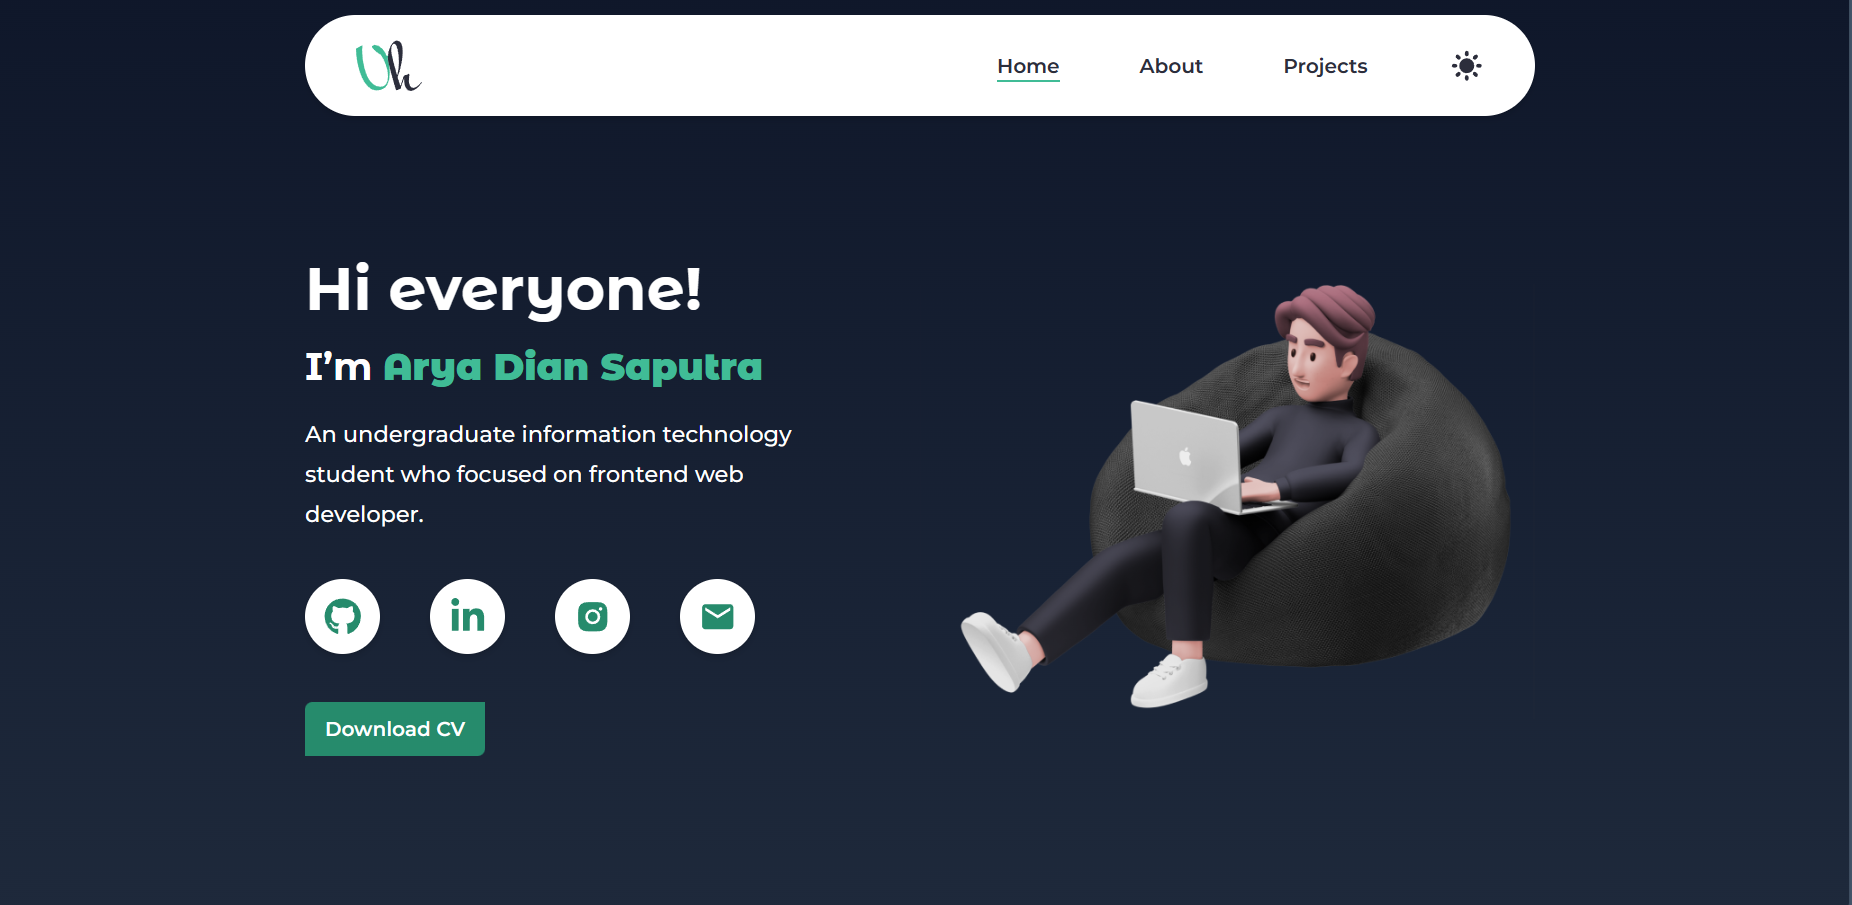 Uh
Home About Projects
Hi everyone!
I'm Arya Dian Saputra
An undergraduate information technology
student who focused on frontend web
developer.
in
Download CV